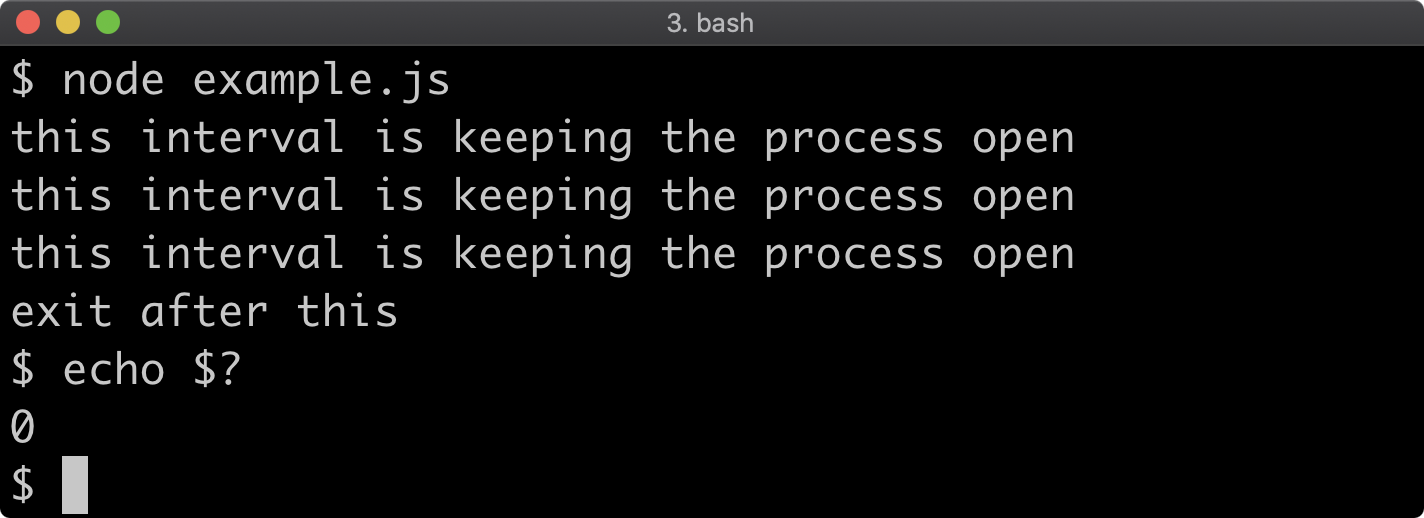 3. bash
$ node example.js
this interval is keeping the process open
this interval is keeping the process open
this interval is keeping the process open
exit after this
$ echo $?
0
$